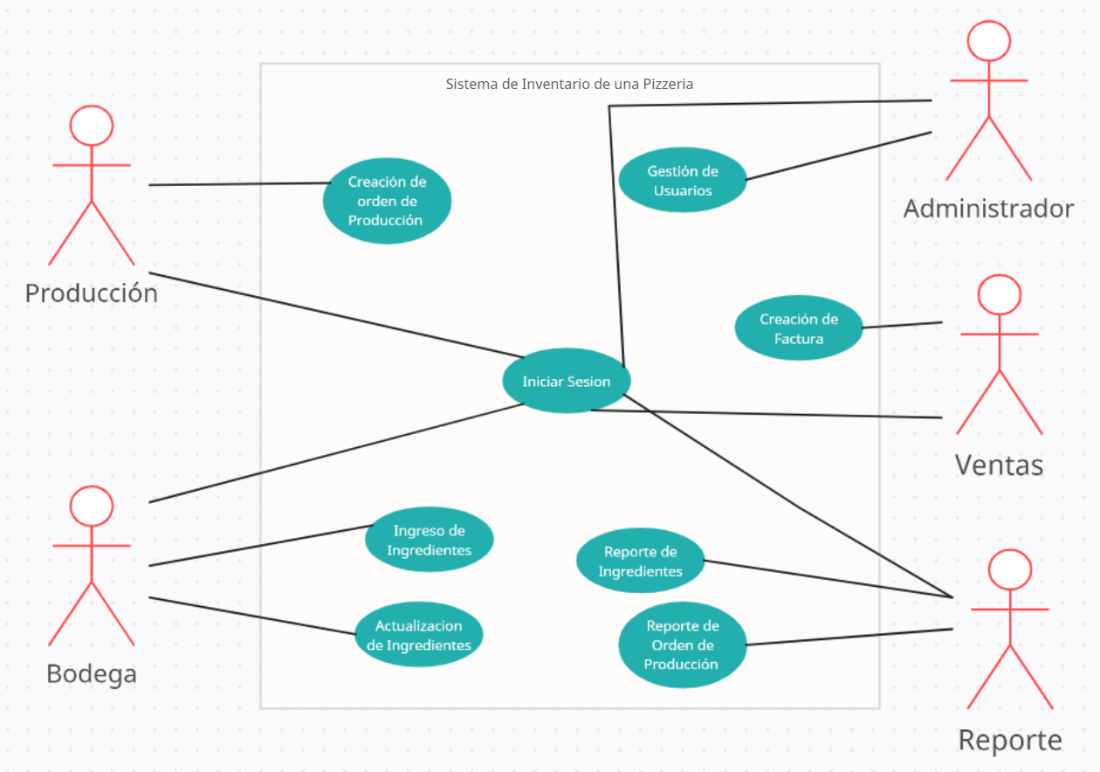 Sistema de Inventario de una Pizzeria
Administrador
Gestión de
Usuarios
Creación de
orden de
Producción
Producción
Creación de
Factura
Iniciar Sesion
Ventas
Ingreso de
Ingredientes
Reporte de
Ingredientes
Actualizacion
de Ingredientes
Reporte de
Orden de
Producción
Bodega
Reporte